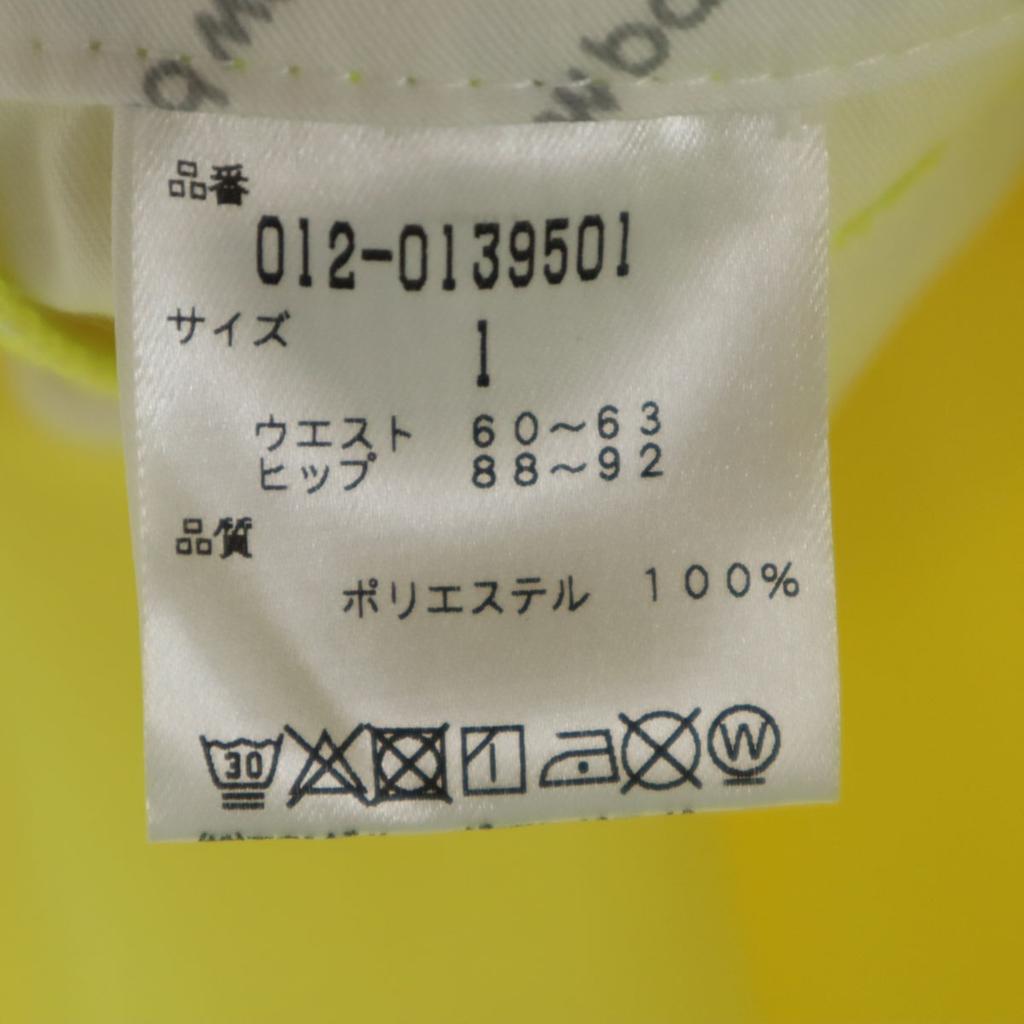 品番
012-0139501
サイズ 1
ウエスト 60〜63
ヒップ 88〜92
品質
ポリエステル 100%
30 W